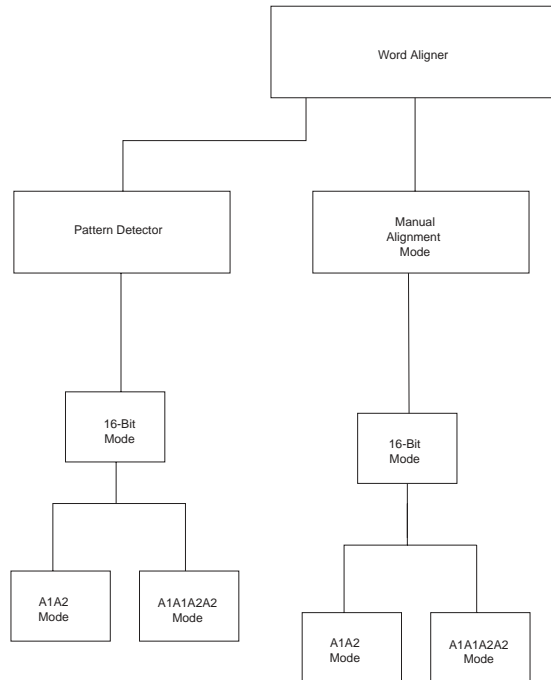 Word Aligner
Pattern Detector
Manual
Alignment
Mode
16-Bit
Mode
16-Bit
Mode
A1A2
Mode
A1A1A2A2
Mode
A1A2
Mode
A1A1A2A2
Mode